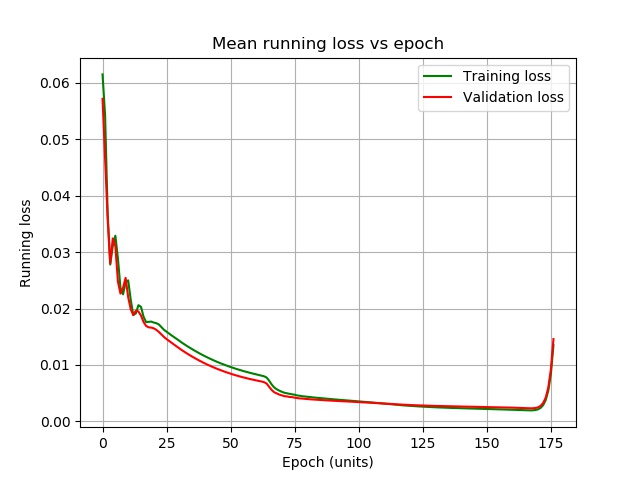 Mean running loss vs epoch
Training loss
Validation loss
0.06
0.05
0.04
0.03
0.02
0.01
0.00
Running loss
0 25 50 75 100 125 150 175
Epoch (units)